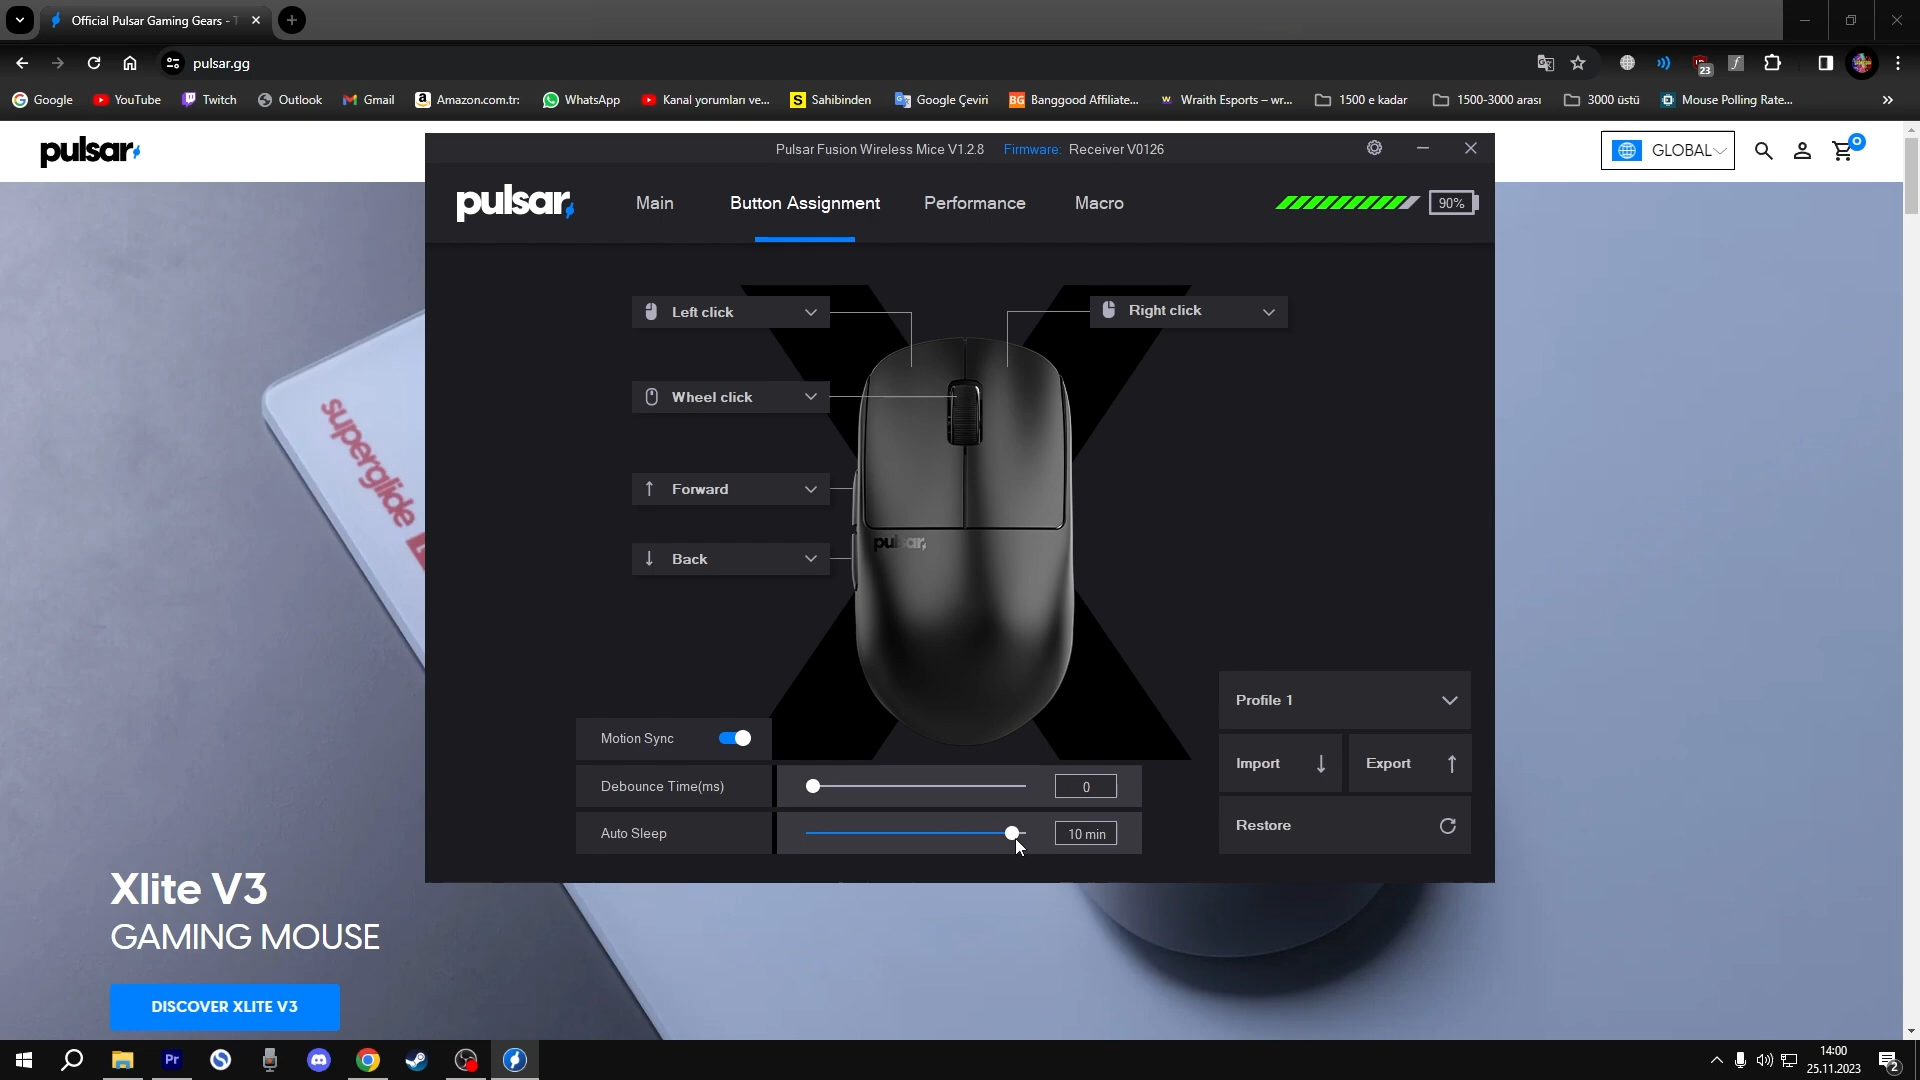 Official Pulsar Gaming Gears - T
pulsar.gg
23
Google
YouTube
Twitch
Outlook
Gmail
Amazon.com.tr:
WhatsApp
Kanal yorumları ve...
Sahibinden
Google Çeviri
Banggood Affiliate...
Wraith Esports – wr...
1500 e kadar
1500-3000 arası
3000 üstü
Mouse Polling Rate...
pulsar
GLOBAL
0
Pulsar Fusion Wireless Mice V1.2.8 Firmware: Receiver V0126
pulsar
Main
Button Assignment
Performance
Macro
90%
Left click
Right click
Wheel click
Forward
Back
pulsar
superglide
Motion Sync
Debounce Time(ms)
0
Auto Sleep
10 min
Profile 1
Import
Export
Restore
Xlite V3
GAMING MOUSE
DISCOVER XLITE V3
Pr
14:00
25.11.2023
2